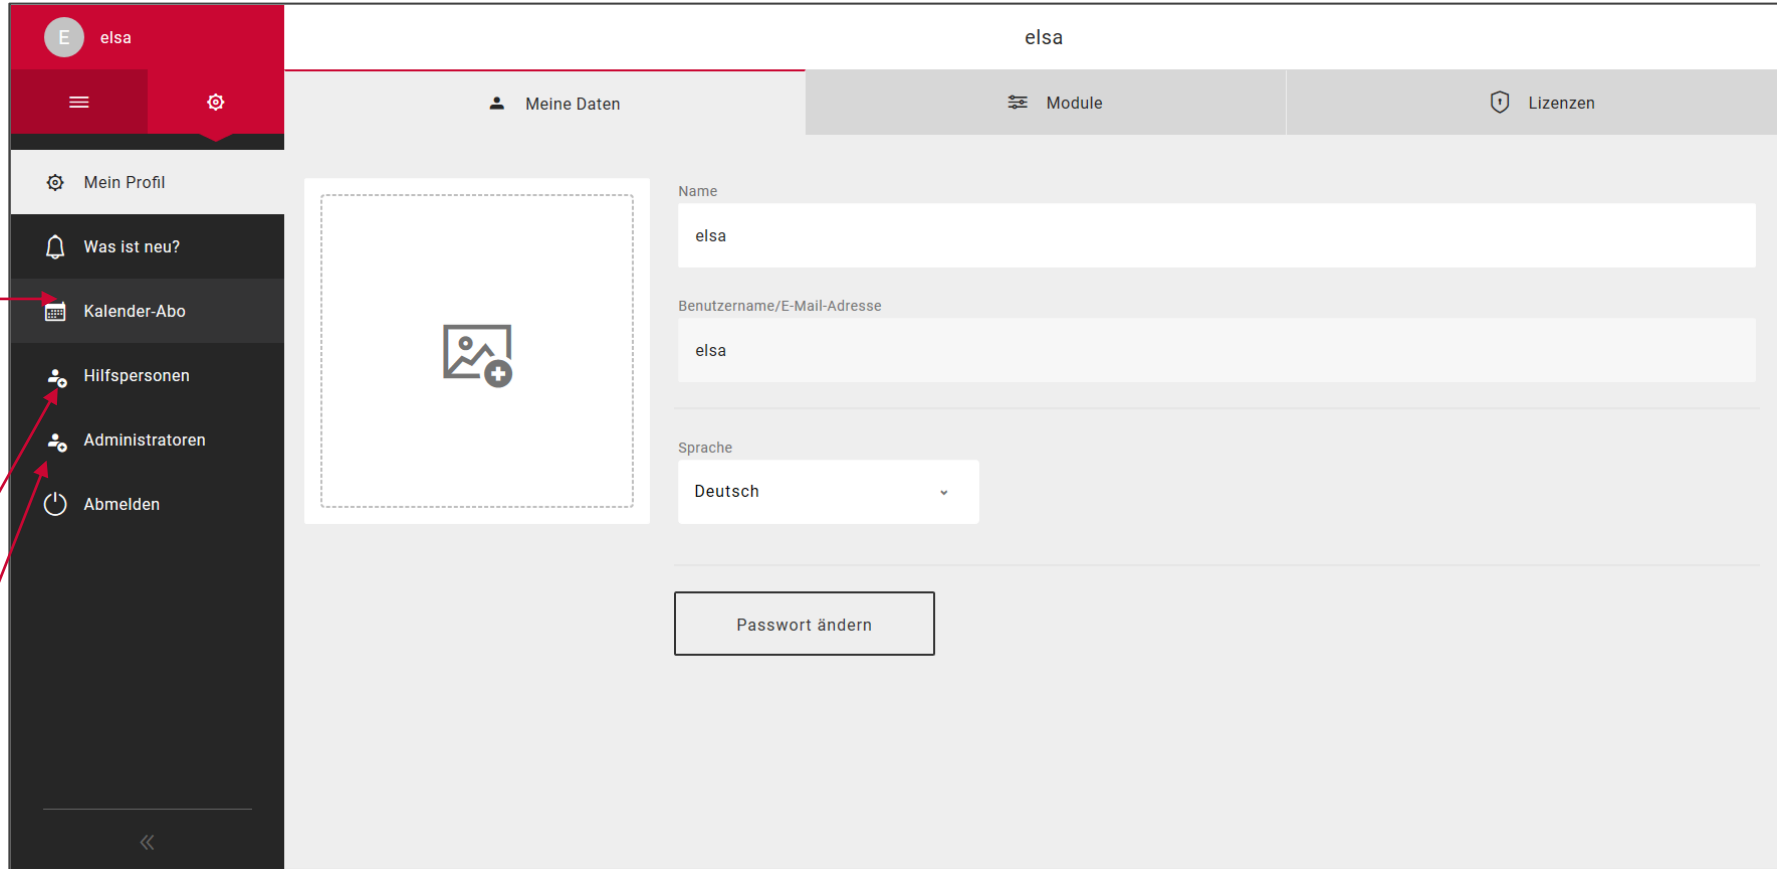 E elsa
elsa
Meine Daten
Module
Lizenzen
Mein Profil
Was ist neu?
Kalender-Abo
Hilfspersonen
Administratoren
Abmelden
Name
elsa
Benutzername/E-Mail-Adresse
elsa
Sprache
Deutsch
Passwort ändern